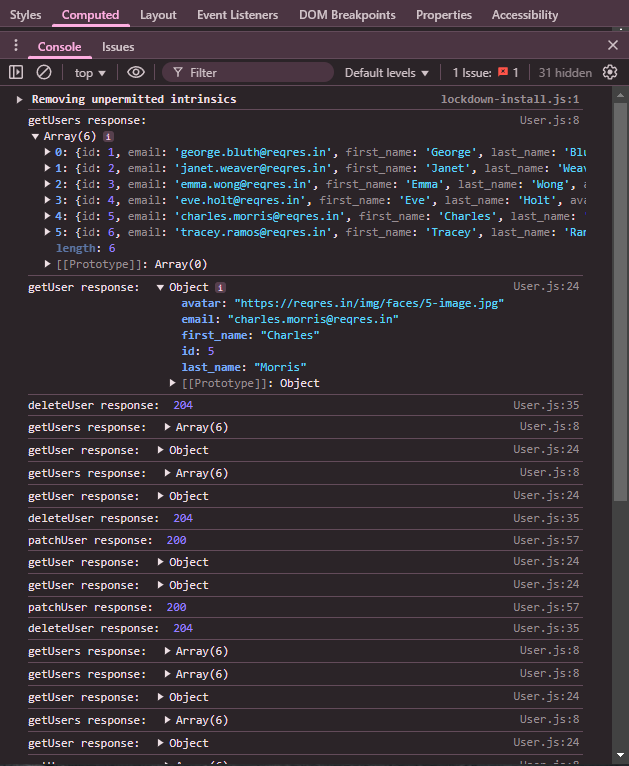 Styles Computed Layout Event Listeners DOM Breakpoints Properties Accessibility
Console Issues
top Filter Default levels 1 Issue: 1 31 hidden
Removing unpermitted intrinsics lockdown-install.js:1
getUsers response: User.js:8
Array(6) i
0: {id: 1, email: 'george.bluth@reqres.in', first_name: 'George', last_name: 'Blu
1: {id: 2, email: 'janet.weaver@reqres.in', first_name: 'Janet', last_name: 'Weav
2: {id: 3, email: 'emma.wong@reqres.in', first_name: 'Emma', last_name: 'Wong', a
3: {id: 4, email: 'eve.holt@reqres.in', first_name: 'Eve', last_name: 'Holt', ava
4: {id: 5, email: 'charles.morris@reqres.in', first_name: 'Charles', last_name: '
5: {id: 6, email: 'tracey.ramos@reqres.in', first_name: 'Tracey', last_name: 'Ram
length: 6
[[Prototype]]: Array(0)
getUser response: Object i User.js:24
avatar: "https://reqres.in/img/faces/5-image.jpg"
email: "charles.morris@reqres.in"
first_name: "Charles"
id: 5
last_name: "Morris"
[[Prototype]]: Object
deleteUser response: 204 User.js:35
getUsers response: Array(6) User.js:8
getUser response: Object User.js:24
getUsers response: Array(6) User.js:8
getUser response: Object User.js:24
deleteUser response: 204 User.js:35
patchUser response: 200 User.js:57
getUser response: Object User.js:24
getUser response: Object User.js:24
patchUser response: 200 User.js:57
deleteUser response: 204 User.js:35
getUsers response: Array(6) User.js:8
getUsers response: Array(6) User.js:8
getUser response: Object User.js:24
getUsers response: Array(6) User.js:8
getUser response: Object User.js:24